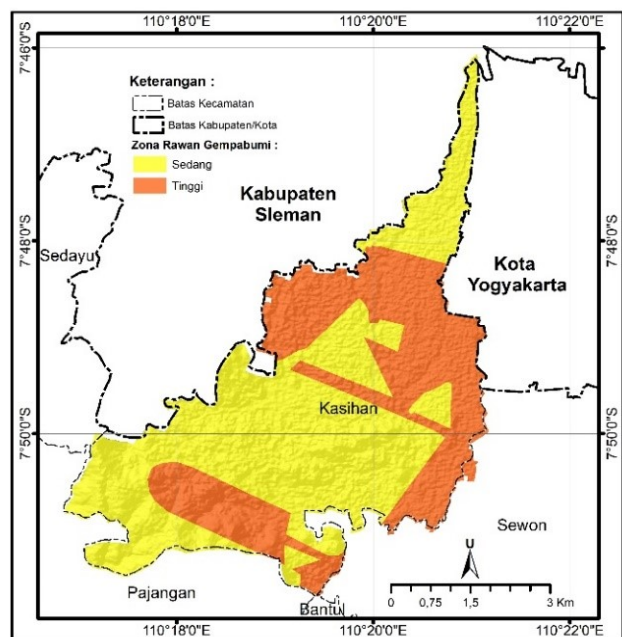 110°18'0"E 110°20'0"E 110°22'0"E
7°46'0"S
7°46'0"S
Keterangan :
Batas Kecamatan
Batas Kabupaten/Kota
Zona Rawan Gempabumi :
Sedang
Tinggi
Kabupaten
Sleman
7°48'0"S
7°48'0"S
Sedayu
Kota
Yogyakarta
Kasihan
7°50'0"S
7°50'0"S
Sewon
U
Pajangan
Bantu
0 0,75 1,5 3 Km
110°18'0"E 110°20'0"E 110°22'0"E